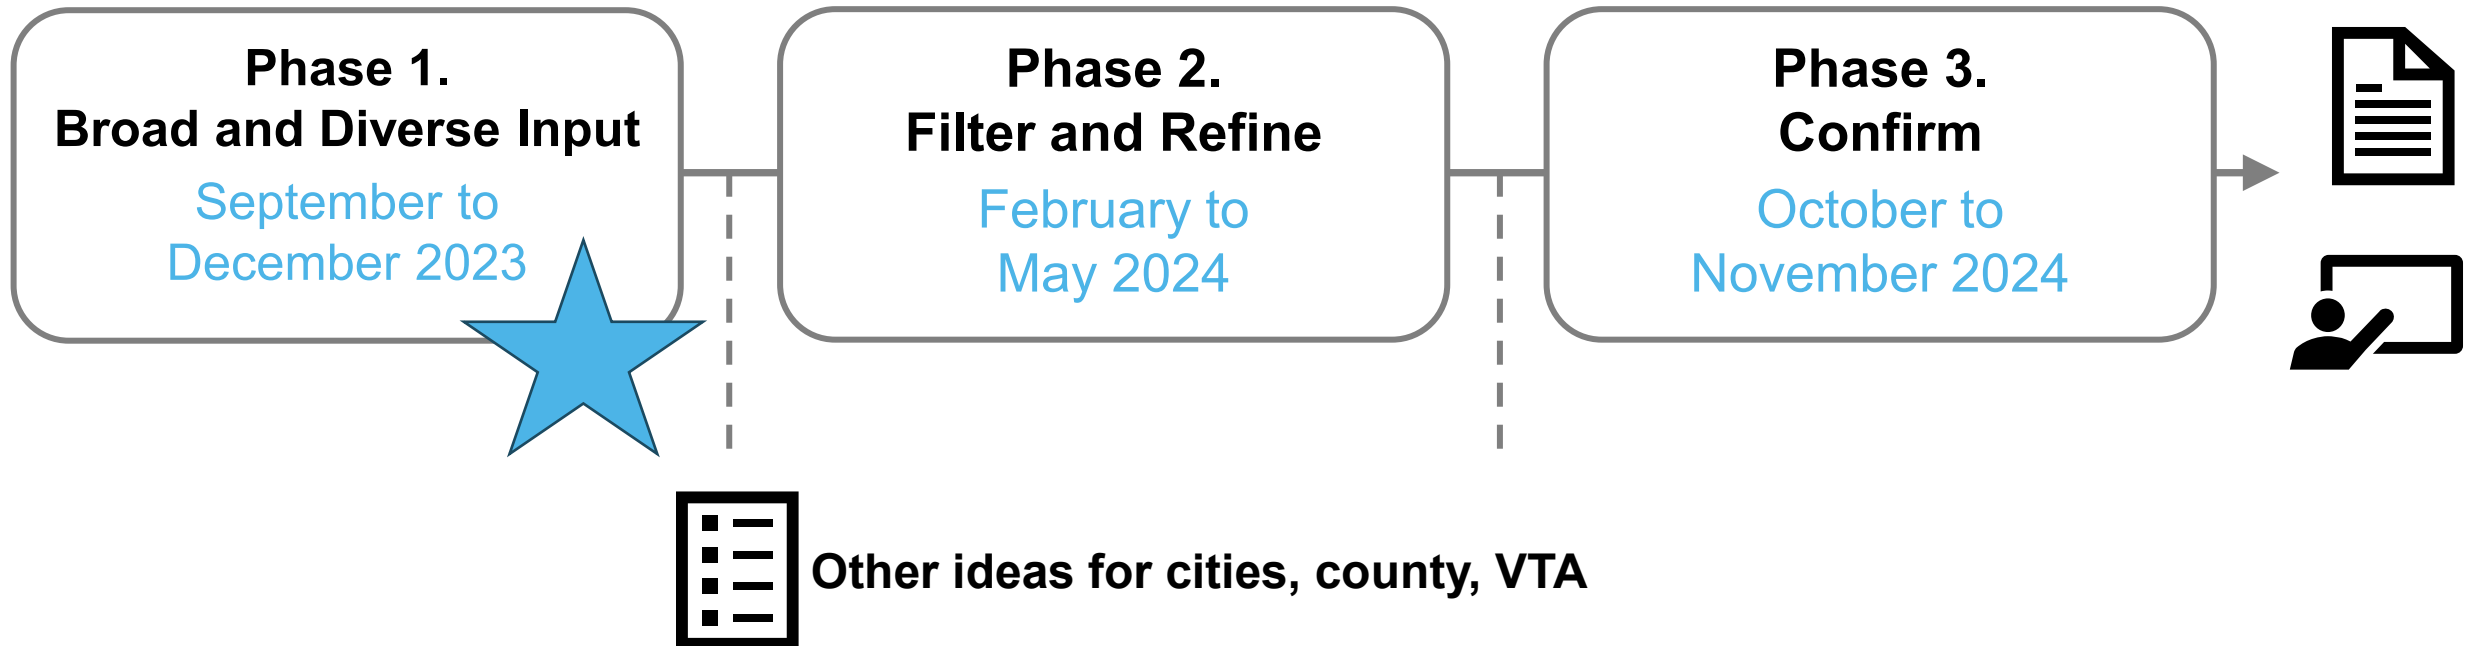 Phase 1.
Broad and Diverse Input
September to
December 2023
Phase 2.
Filter and Refine
February to
May 2024
Phase 3.
Confirm
October to
November 2024
Other ideas for cities, county, VTA